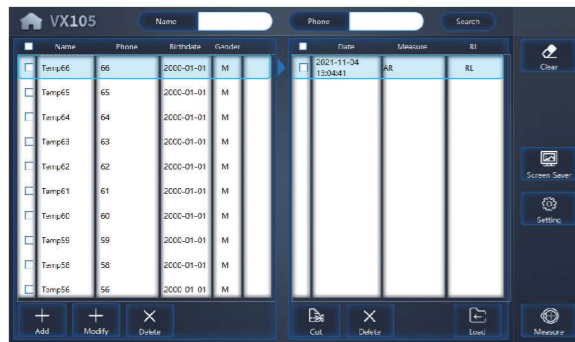 VX105 Name Phone Search
Name Phone Birthdate Gender Date Measure RL
Temp66 66 2000-01-01 M 2021-11-04 13:04:41 AR RL
Temp65 65 2000-01-01 M
Temp64 64 2000-01-01 M
Temp63 63 2000-01-01 M
Temp62 62 2000-01-01 M
Temp61 61 2000-01-01 M
Temp60 60 2000-01-01 M
Temp59 59 2000-01-01 M
Temp58 58 2000-01-01 M
Temp56 56 2000-01-01 M
Clear
Screen Saver
Setting
Add Modify Delete Cut Delete Load Measure